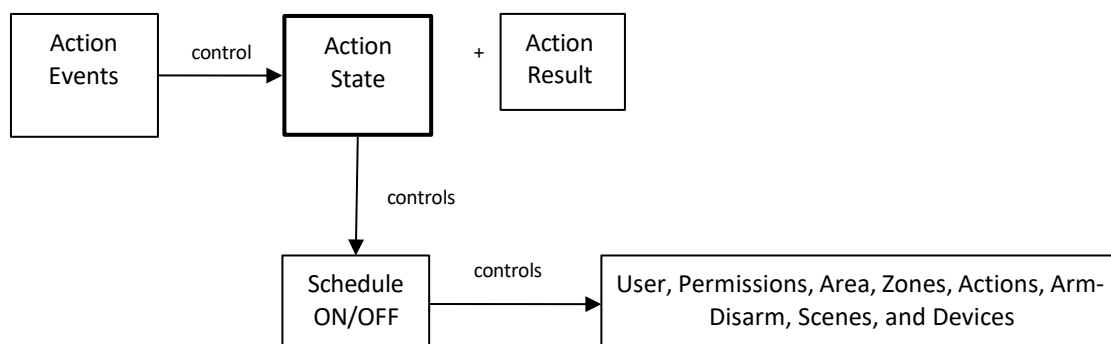 Action
Events
control
Action
State
+
Action
Result
controls
Schedule
ON/OFF
controls
User, Permissions, Area, Zones, Actions, Arm-
Disarm, Scenes, and Devices